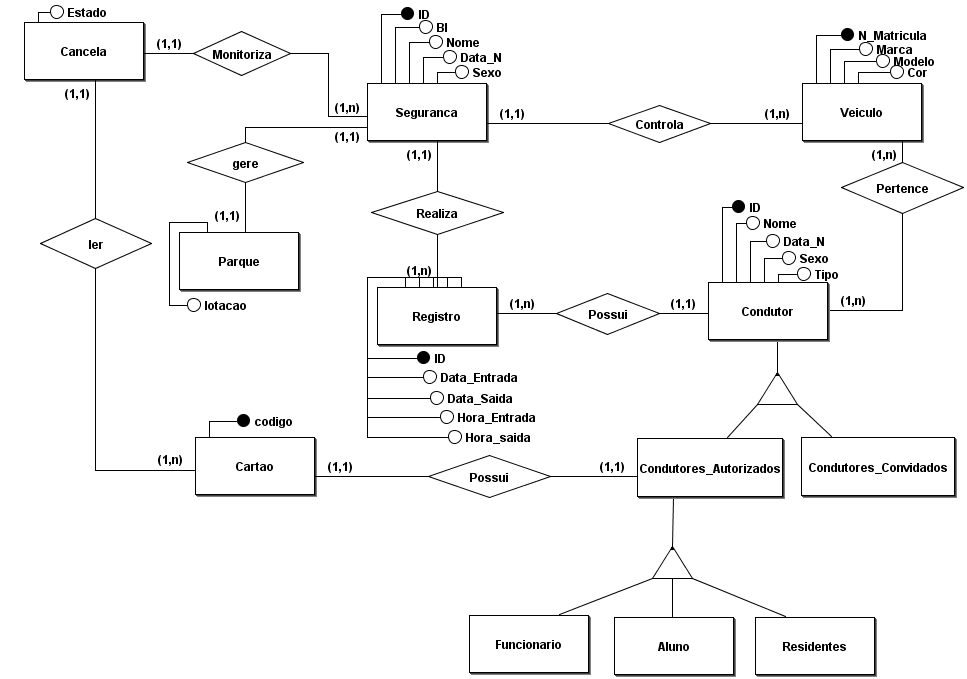 Estado
Cancela
(1,1)
Monitoriza
(1,1)
ID
BI
Nome
Data_N
Sexo
(1,n)
Seguranca
(1,1)
(1,1)
(1,1)
Controla
(1,n)
N_Matricula
Marca
Modelo
Cor
Veiculo
(1,n)
Pertence
gere
(1,1)
Realiza
ler
Parque
lotacao
(1,n)
Registro
(1,n)
Possui
(1,1)
ID
Nome
Data_N
Sexo
Tipo
Condutor
(1,n)
ID
Data_Entrada
Data_Saida
Hora_Entrada
Hora_saida
codigo
(1,n)
Cartao
(1,1)
Possui
(1,1)
Condutores_Autorizados
Condutores_Convidados
Funcionario
Aluno
Residentes